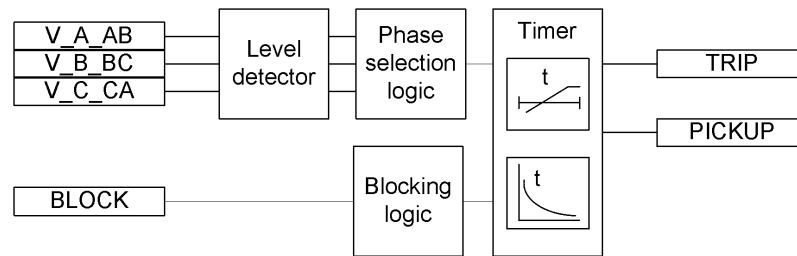 V_A_AB
V_B_BC
V_C_CA
Level
detector
Phase
selection
logic
Timer
t
t
TRIP
PICKUP
BLOCK
Blocking
logic